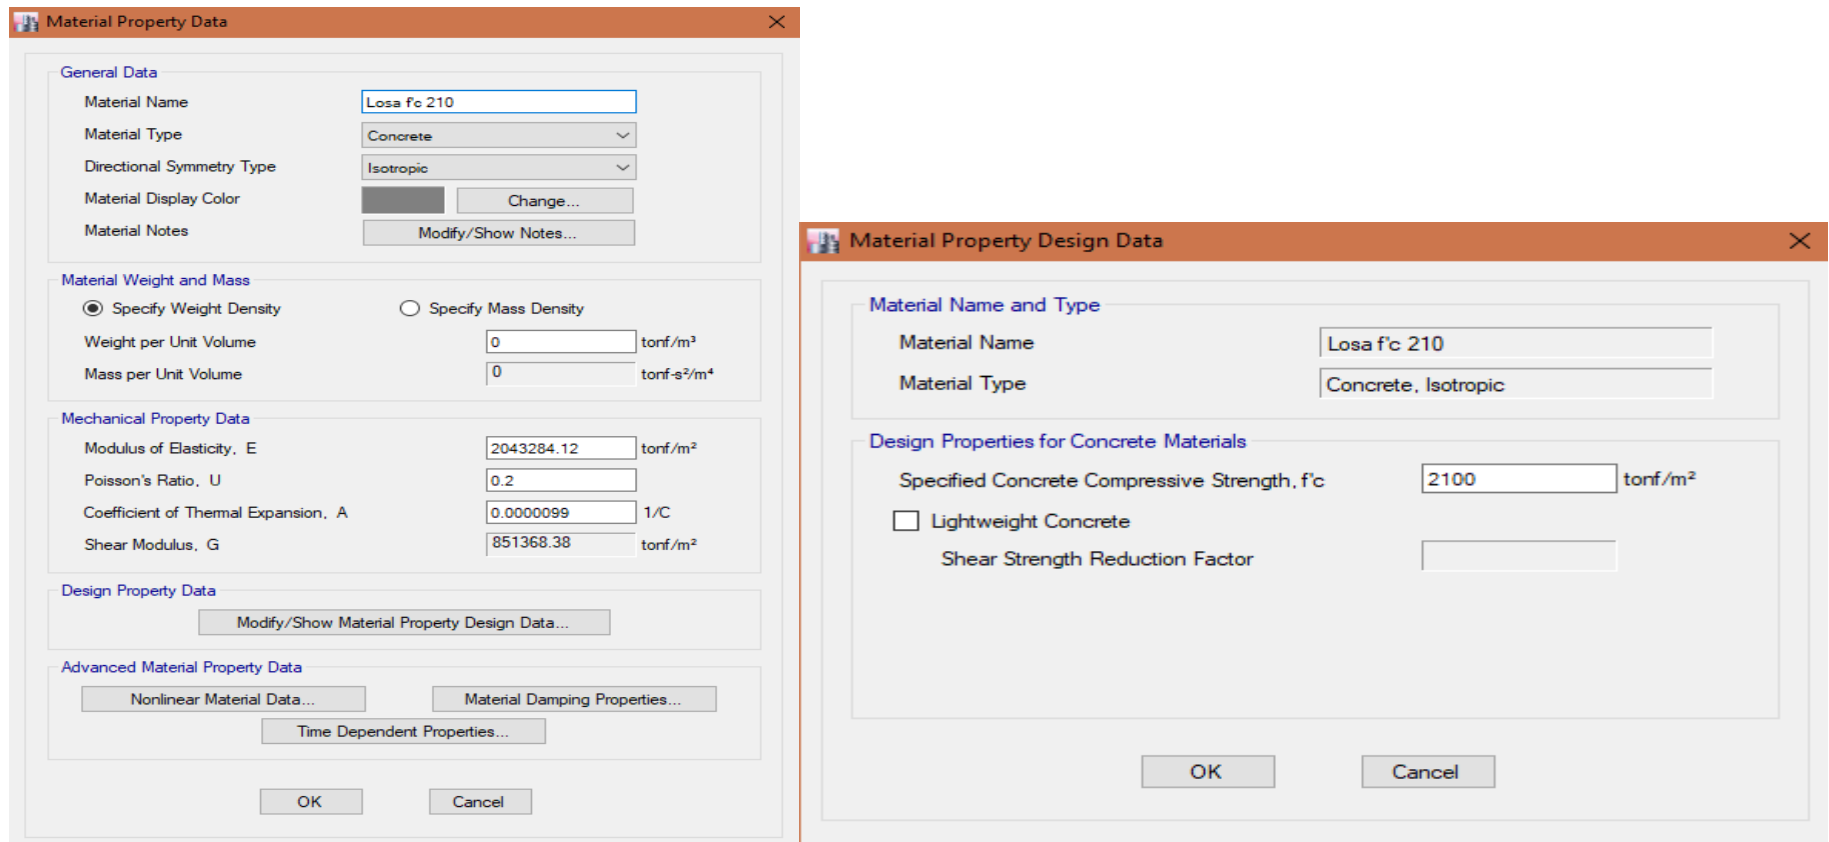 Material Property Data
General Data
Material Name Losa f'c 210
Material Type Concrete
Directional Symmetry Type Isotropic
Material Display Color Change...
Material Notes Modify/Show Notes...
Material Weight and Mass
Specify Weight Density Specify Mass Density
Weight per Unit Volume 0 tonf/m³
Mass per Unit Volume 0 tonf-s²/m⁴
Mechanical Property Data
Modulus of Elasticity, E 2043284.12 tonf/m²
Poisson's Ratio, U 0.2
Coefficient of Thermal Expansion, A 0.0000099 1/C
Shear Modulus, G 851368.38 tonf/m²
Design Property Data
Modify/Show Material Property Design Data...
Advanced Material Property Data
Nonlinear Material Data... Material Damping Properties...
Time Dependent Properties...
OK Cancel
Material Property Design Data
Material Name and Type
Material Name Losa f'c 210
Material Type Concrete, Isotropic
Design Properties for Concrete Materials
Specified Concrete Compressive Strength, f'c 2100 tonf/m²
Lightweight Concrete
Shear Strength Reduction Factor
OK Cancel